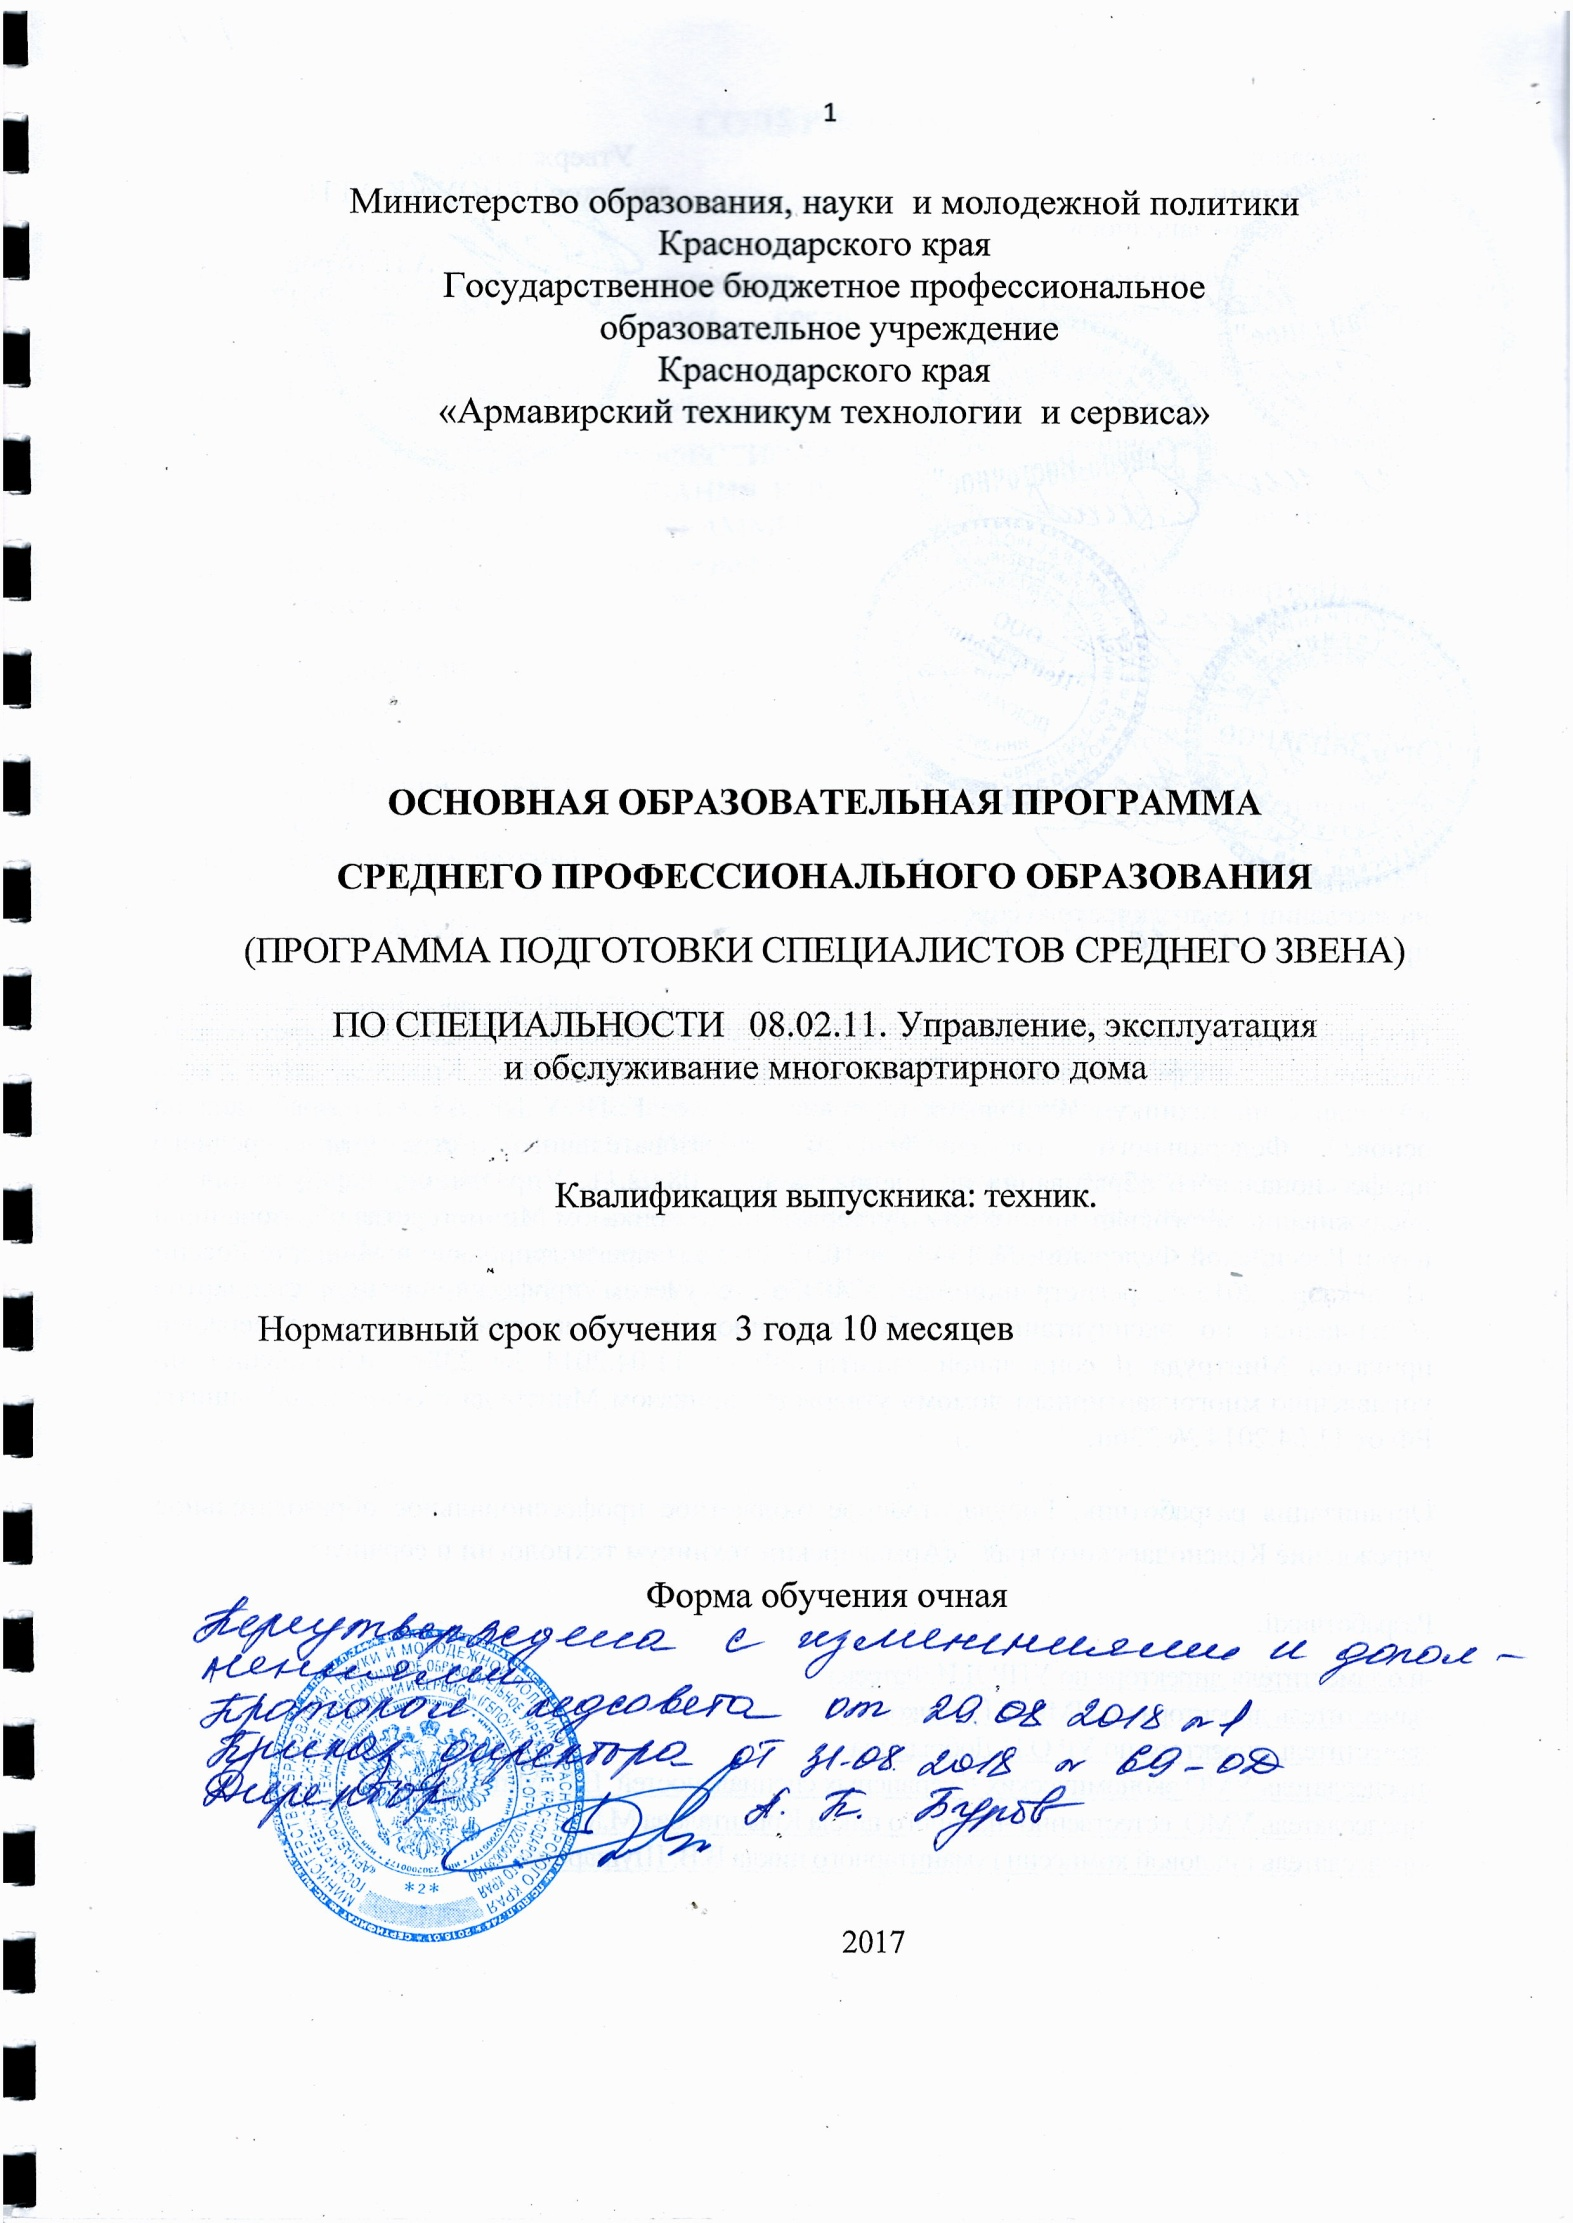 1
Министерство образования, науки и молодежной политики
Краснодарского края
Государственное бюджетное профессиональное
образовательное учреждение
Краснодарского края
«Армавирский техникум технологии и сервиса»
ОСНОВНАЯ ОБРАЗОВАТЕЛЬНАЯ ПРОГРАММА
СРЕДНЕГО ПРОФЕССИОНАЛЬНОГО ОБРАЗОВАНИЯ
(ПРОГРАММА ПОДГОТОВКИ СПЕЦИАЛИСТОВ СРЕДНЕГО ЗВЕНА)
ПО СПЕЦИАЛЬНОСТИ 08.02.11. Управление, эксплуатация
и обслуживание многоквартирного дома
Квалификация выпускника: техник.
Нормативный срок обучения 3 года 10 месяцев
Форма обучения очная
Переутверждена с изменениями и допол-
нениями
Протокол педсовета от 29.08 2018 №1
Приказ директора от 31.08. 2018 № 69-ОД
Директор А. П. Буров
2017